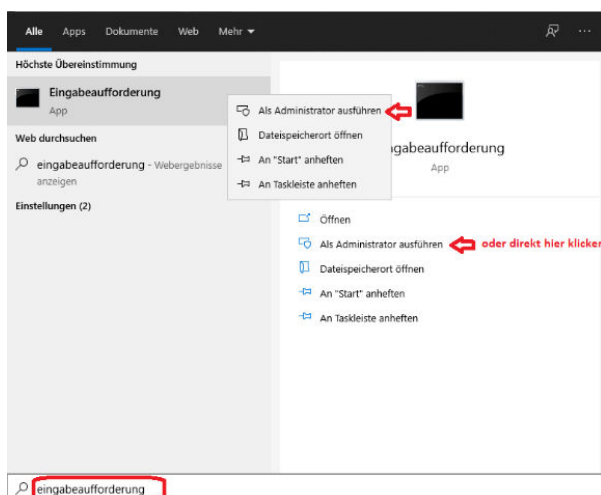 Alle Apps Dokumente Web Mehr
Höchste Übereinstimmung
Eingabeaufforderung
App
Web durchsuchen
eingabeaufforderung - Webergebnisse
anzeigen
Einstellungen (2)
Als Administrator ausführen
Dateispeicherort öffnen
An "Start" anheften
An Taskleiste anheften
App
Öffnen
Als Administrator ausführen
oder direkt hier klicken
Dateispeicherort öffnen
An "Start" anheften
An Taskleiste anheften
eingabeaufforderung